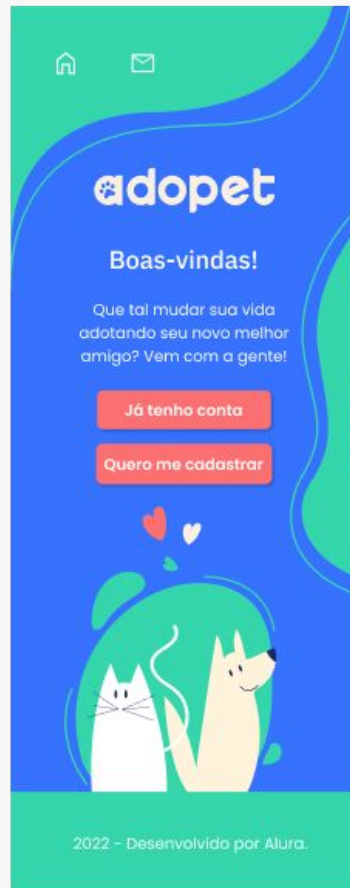 adopet
Boas-vindas!
Que tal mudar sua vida
adotando seu novo melhor
amigo? Vem com a gente!
Já tenho conta
Quero me cadastrar
2022 - Desenvolvido por Alura.